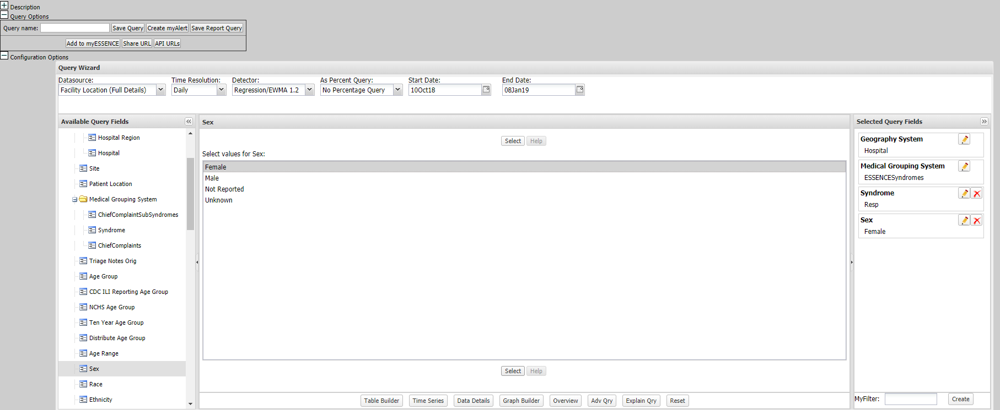 Description
Query Options
Query name: Save Query Create myAlert Save Report Query
Add to myESSENCE Share URL API URLs
Configuration Options
Query Wizard
Datasource: Time Resolution: Detector: As Percent Query: Start Date: End Date:
Facility Location (Full Details) Daily Regression/EWMA 1.2 No Percentage Query 10Oct18 08Jan19
Available Query Fields
Hospital Region
Hospital
Site
Patient Location
Medical Grouping System
ChiefComplaintSubSyndromes
Syndrome
ChiefComplaints
Triage Notes Orig
Age Group
CDC ILI Reporting Age Group
NCHS Age Group
Ten Year Age Group
Distribute Age Group
Age Range
Sex
Race
Ethnicity
Sex
Select Help
Select values for Sex:
Female
Male
Not Reported
Unknown
Select Help
Table Builder Time Series Data Details Graph Builder Overview Adv Qry Explain Qry Reset
Selected Query Fields
Geography System
Hospital
Medical Grouping System
ESSENCESyndromes
Syndrome
Resp
Sex
Female
MyFilter: Create